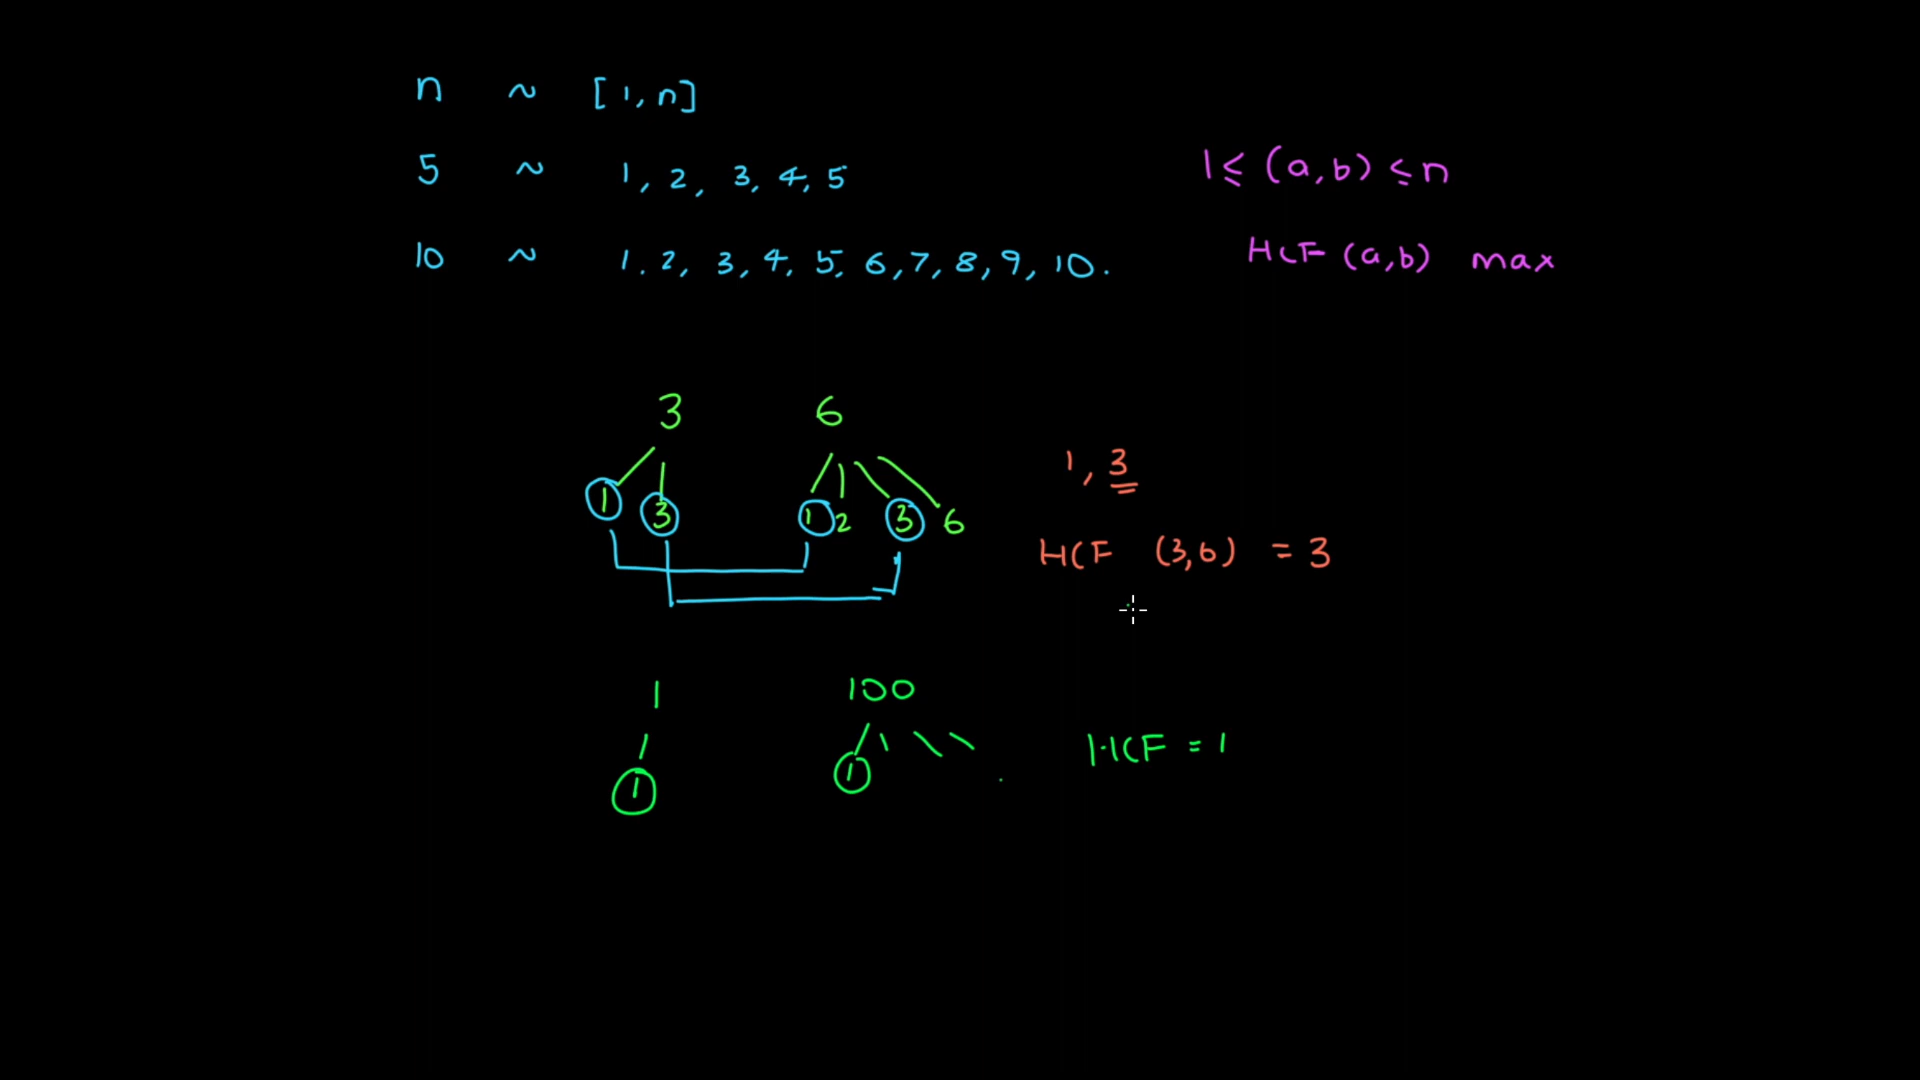 n ~ [1, n]
5 ~ 1, 2, 3, 4, 5
1 ≤ (a, b) ≤ n
10 ~ 1. 2, 3, 4, 5, 6, 7, 8, 9, 10.
HCF (a,b) max
3 6
1, 3
1 3 1 2 3 6
HCF (3,6) = 3
1 100
HCF = 1
1 1